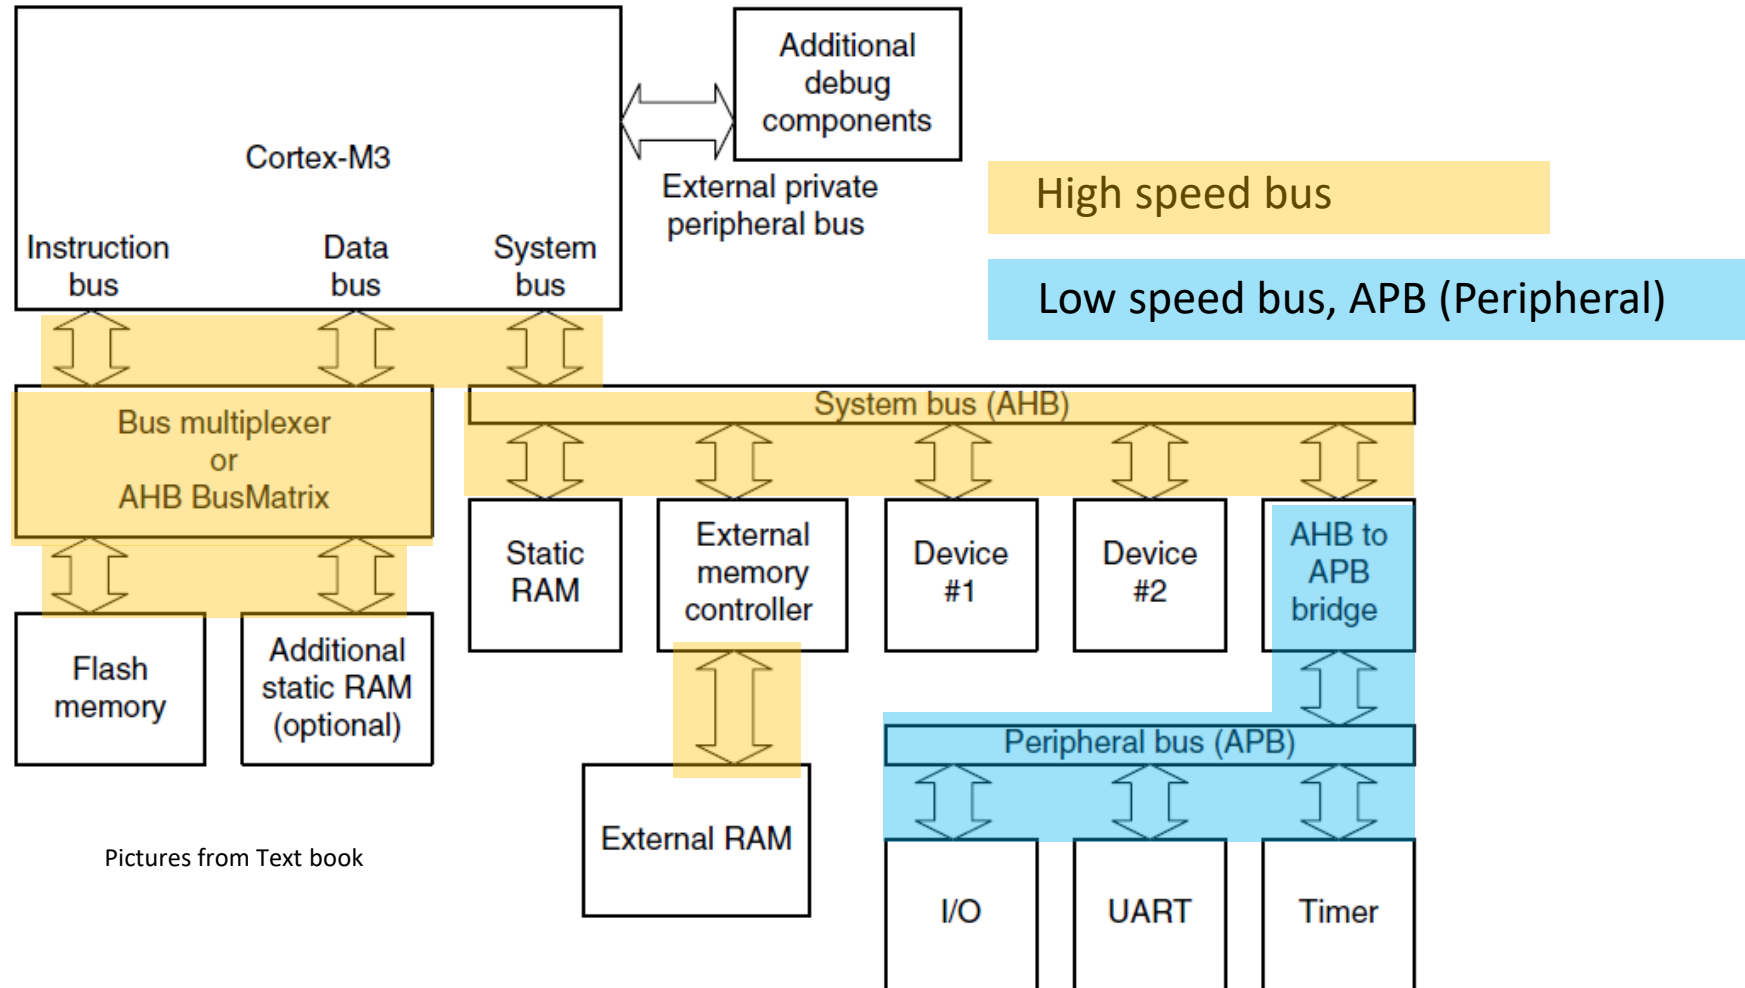 Cortex-M3
Instruction
bus
Data
bus
System
bus
Additional
debug
components
External private
peripheral bus
High speed bus
Low speed bus, APB (Peripheral)
Bus multiplexer
or
AHB BusMatrix
System bus (AHB)
Flash
memory
Additional
static RAM
(optional)
Static
RAM
External
memory
controller
Device
#1
Device
#2
AHB to
APB
bridge
External RAM
Peripheral bus (APB)
I/O
UART
Timer
Pictures from Text book